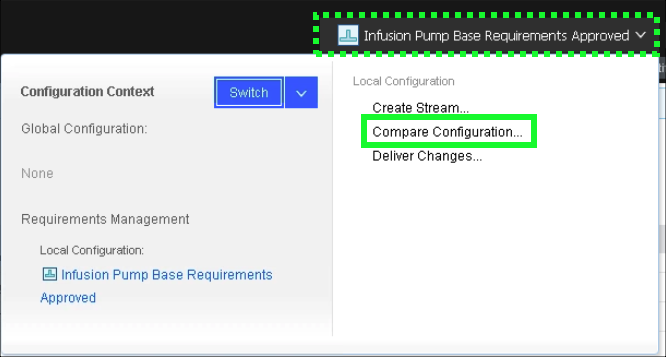 Infusion Pump Base Requirements Approved
Configuration Context
Switch
Global Configuration:
None
Requirements Management
Local Configuration:
Infusion Pump Base Requirements
Approved
Local Configuration
Create Stream...
Compare Configuration...
Deliver Changes...